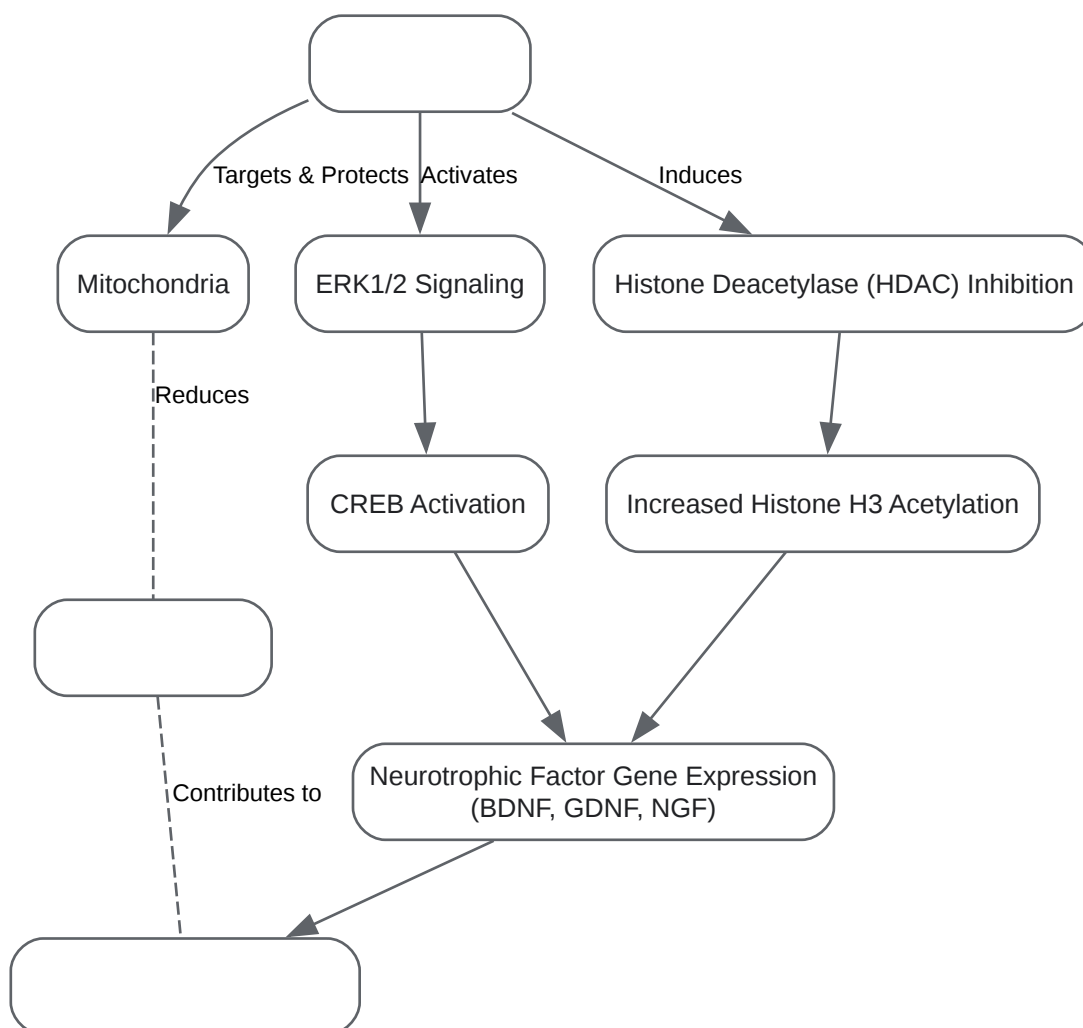 Targets & Protects
Activates
Induces
Mitochondria
ERK1/2 Signaling
Histone Deacetylase (HDAC) Inhibition
Reduces
CREB Activation
Increased Histone H3 Acetylation
Contributes to
Neurotrophic Factor Gene Expression
(BDNF, GDNF, NGF)